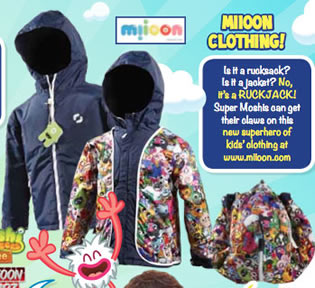 miioon
MIIOON
CLOTHING!
Is it a rucksack?
Is it a jacket? No,
it's a RUCKJACK!
Super Moshis can get
their claws on this
new superhero of
kids' clothing at
www.miioon.com